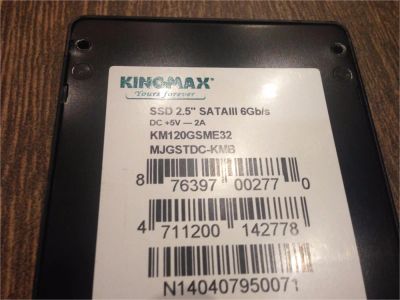 KINGMAX
Yours forever
SSD 2.5" SATAIII 6Gb/s
DC +5V — 2A
KM120GSME32
MJGSTDC-KMB
8 76397 00277 0
4 711200 142778
N140407950071